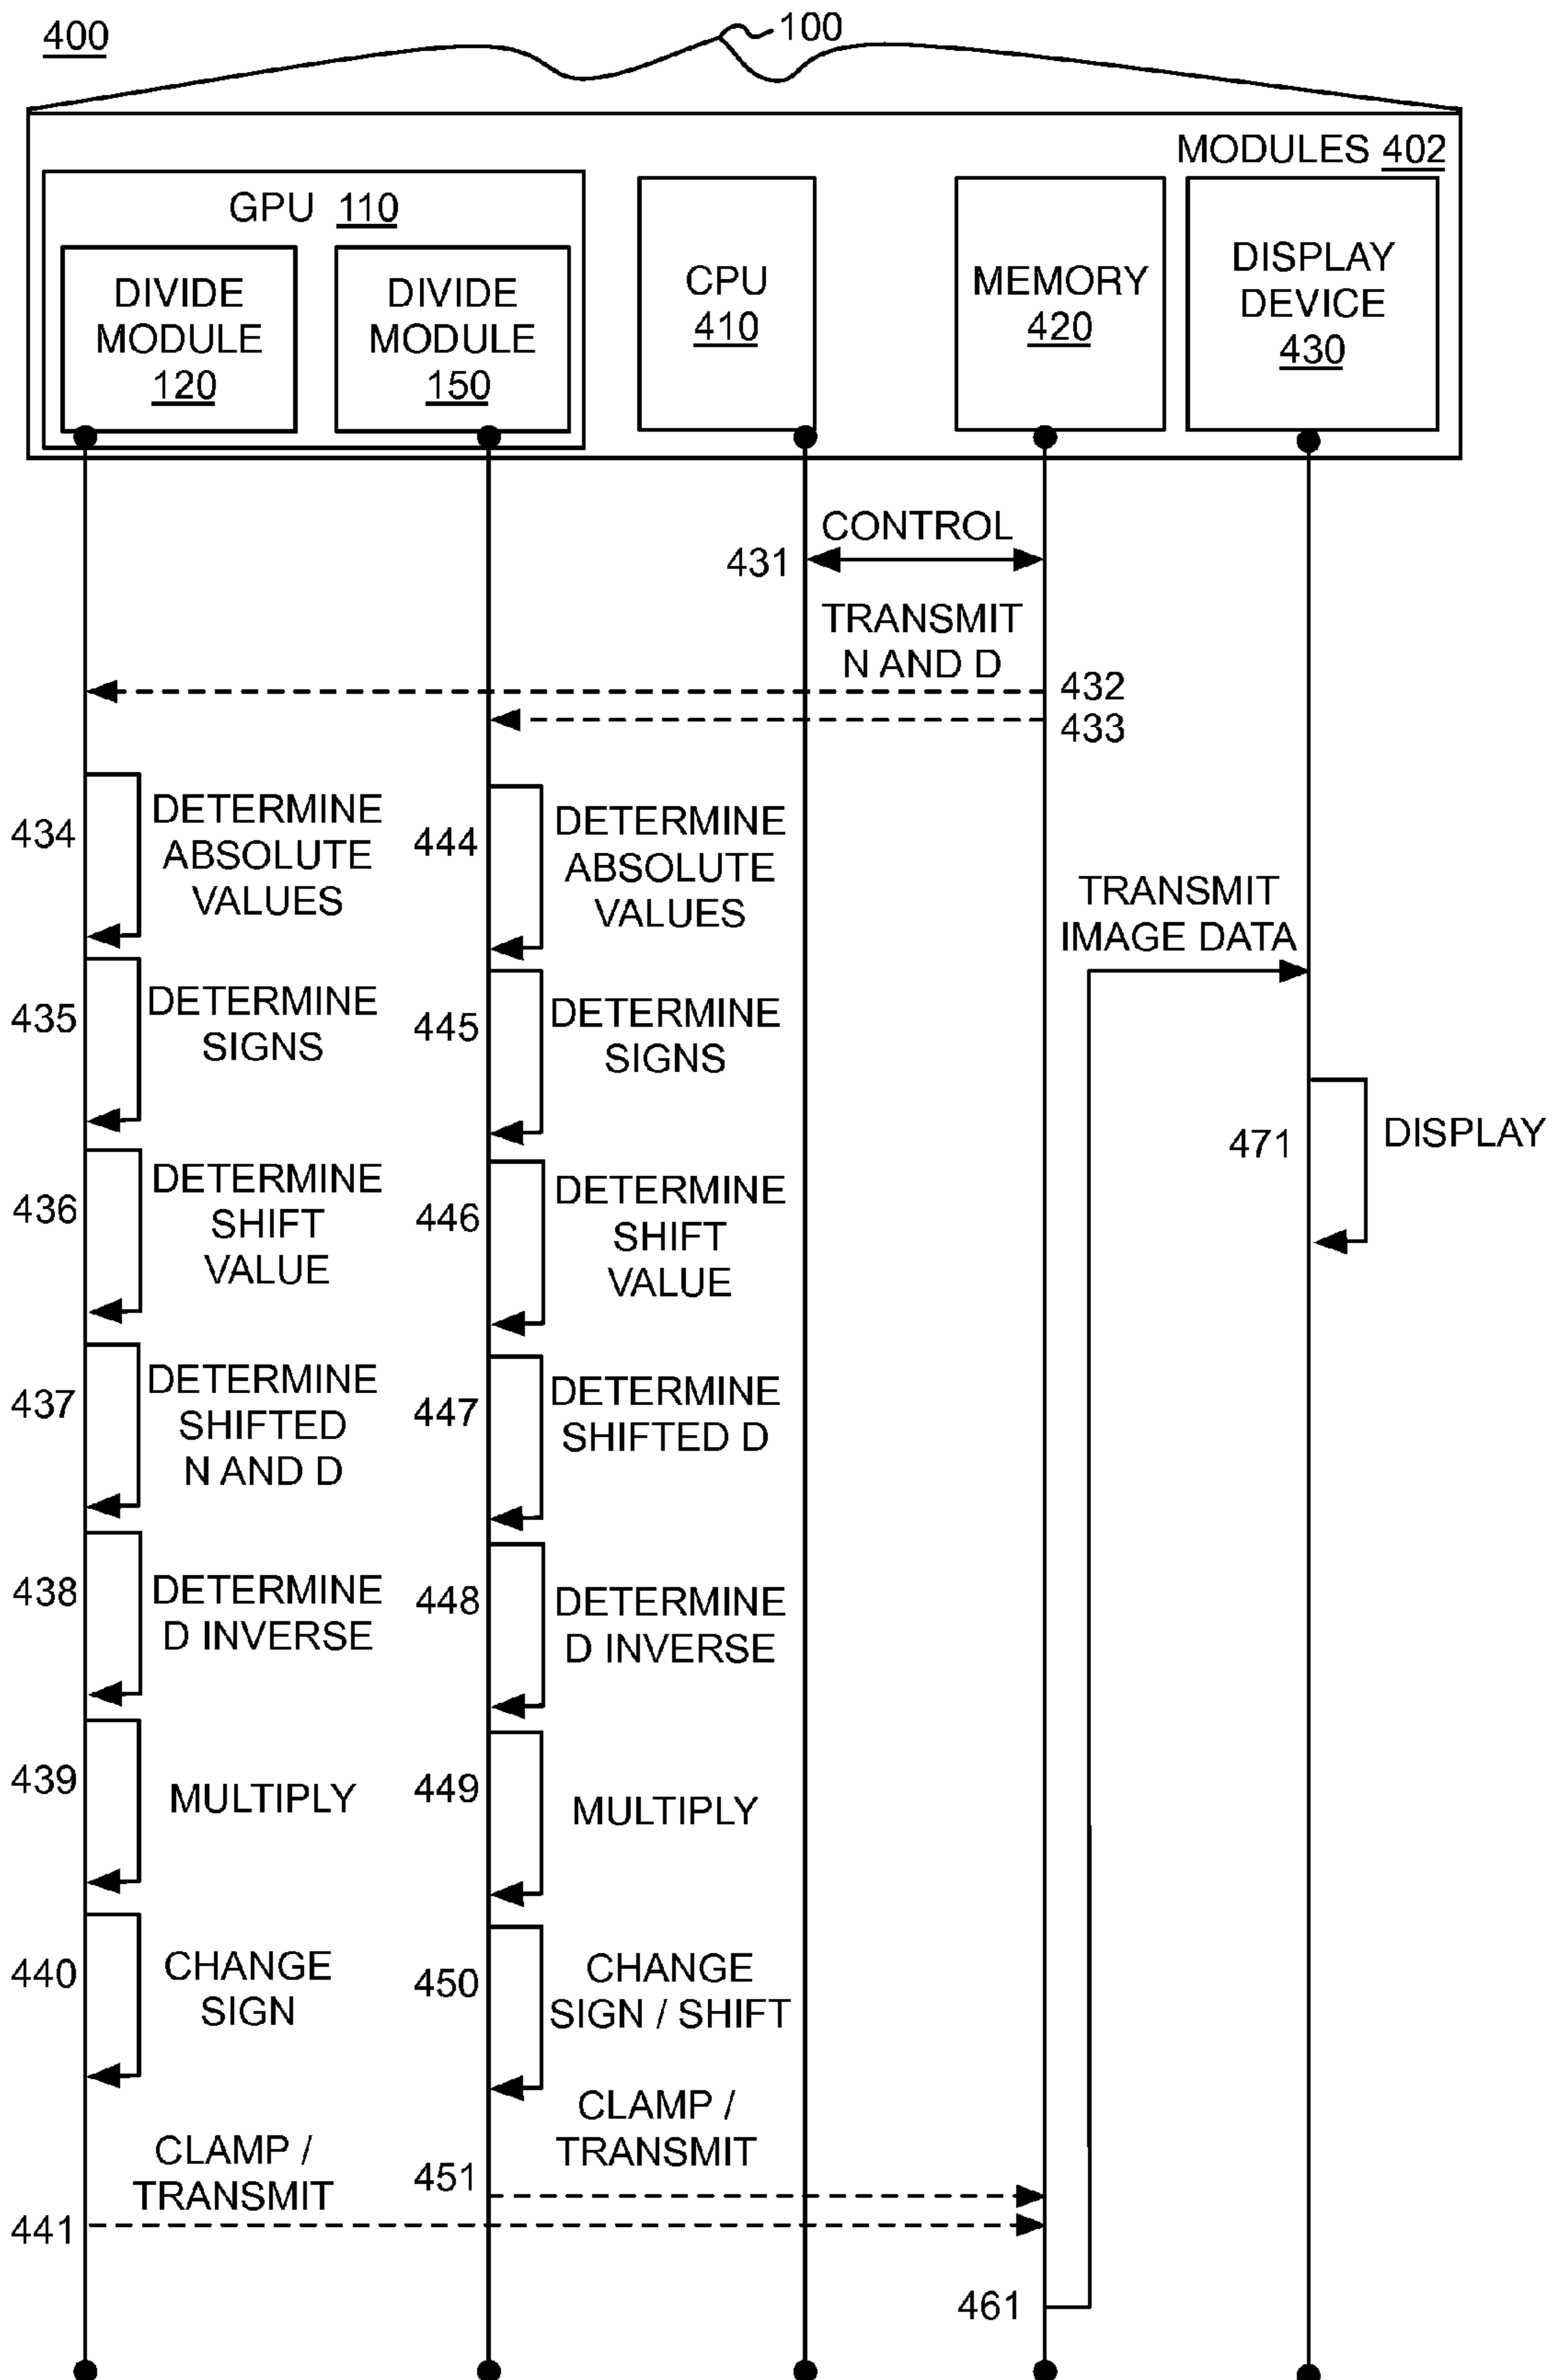 400
100
MODULES 402
GPU 110
DIVIDE
MODULE
120
DIVIDE
MODULE
150
CPU
410
MEMORY
420
DISPLAY
DEVICE
430
CONTROL
431
TRANSMIT
N AND D
432
433
434
DETERMINE
ABSOLUTE
VALUES
444
DETERMINE
ABSOLUTE
VALUES
TRANSMIT
IMAGE DATA
435
DETERMINE
SIGNS
445
DETERMINE
SIGNS
471
DISPLAY
436
DETERMINE
SHIFT
VALUE
446
DETERMINE
SHIFT
VALUE
437
DETERMINE
SHIFTED
N AND D
447
DETERMINE
SHIFTED D
438
DETERMINE
D INVERSE
448
DETERMINE
D INVERSE
439
MULTIPLY
449
MULTIPLY
440
CHANGE
SIGN
450
CHANGE
SIGN / SHIFT
CLAMP /
TRANSMIT
451
CLAMP /
TRANSMIT
441
461